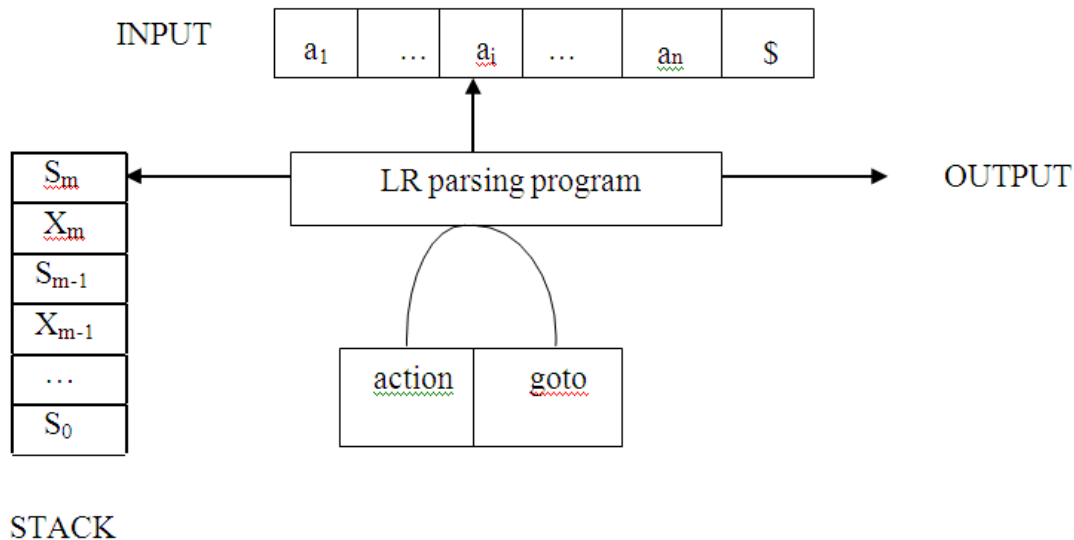 INPUT
a₁ … aᵢ … aₙ $
LR parsing program
OUTPUT
Sₘ
Xₘ
Sₘ₋₁
Xₘ₋₁
…
S₀
action goto
STACK